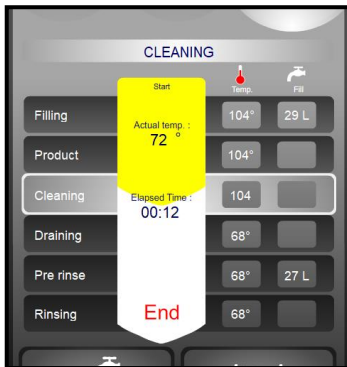 CLEANING
Start
Temp.
Fill
Filling
Actual temp. :
72 °
104°
29 L
Product
104°
Cleaning
Elapsed Time :
00:12
104
Draining
68°
Pre rinse
68°
27 L
Rinsing
End
68°